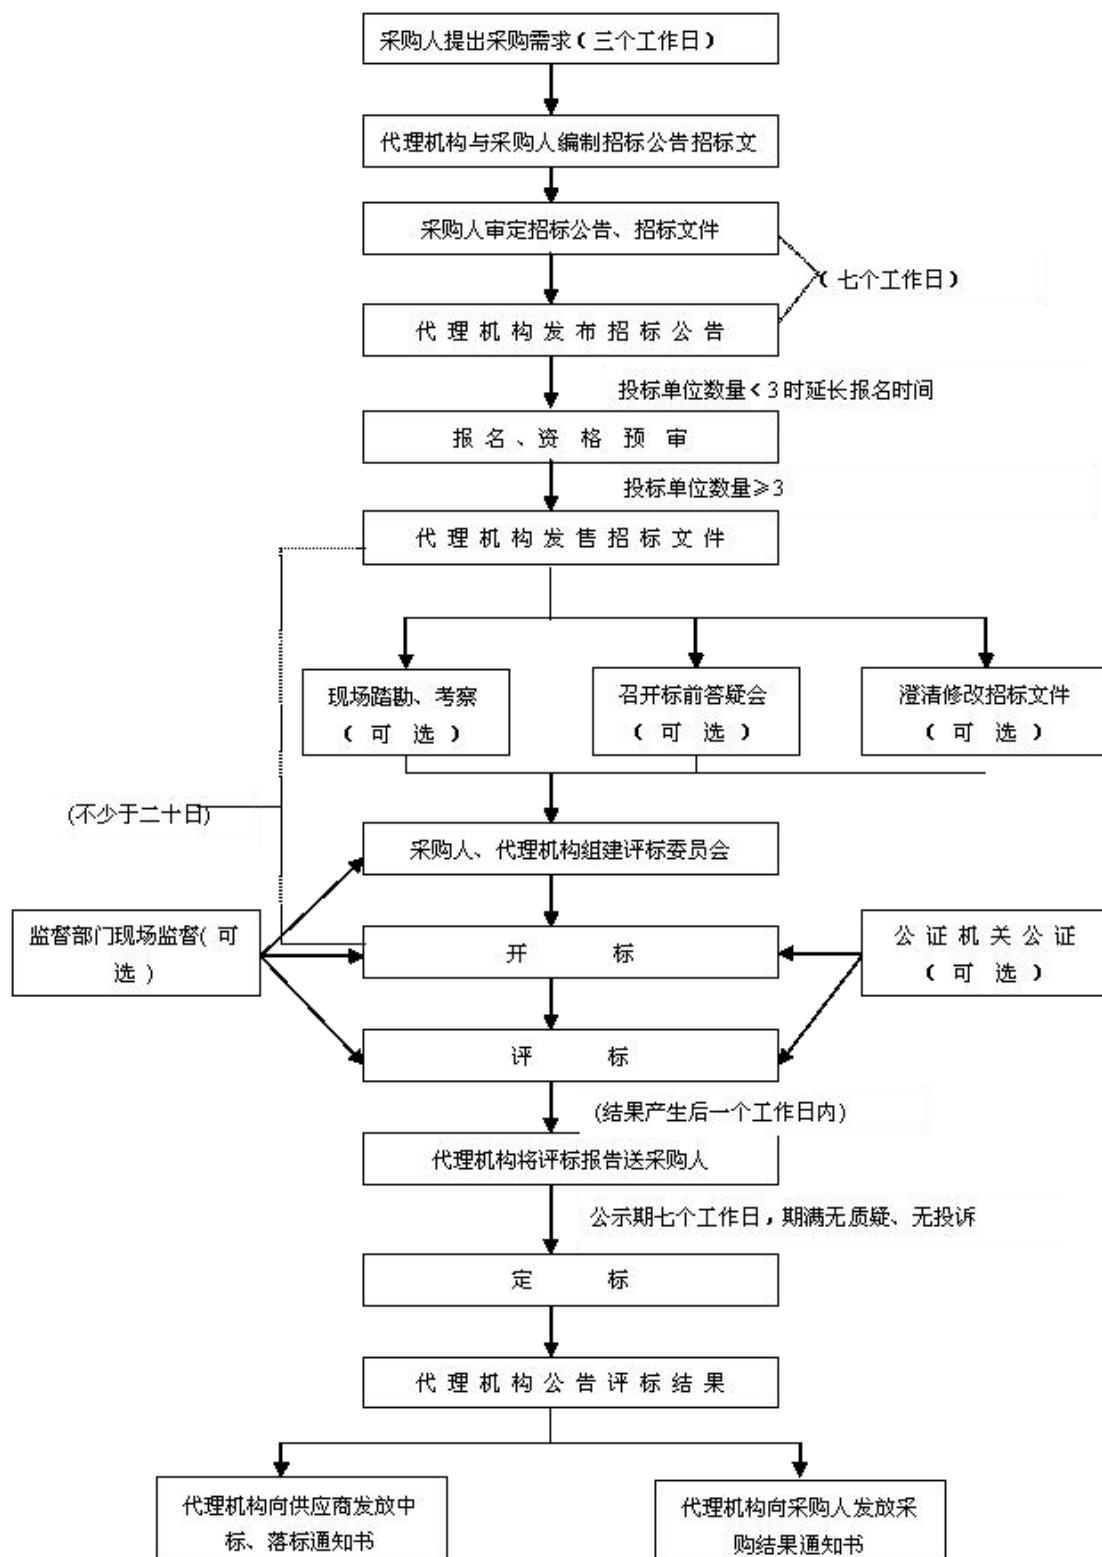 采购人提出采购需求(三个工作日)
代理机构与采购人编制招标公告招标文
采购人审定招标公告、招标文件
(七个工作日)
代理机构发布招标公告
投标单位数量<3时延长报名时间
报名、资格预审
投标单位数量≥3
代理机构发售招标文件
现场踏勘、考察
(可选)
召开标前答疑会
(可选)
澄清修改招标文件
(可选)
(不少于二十日)
采购人、代理机构组建评标委员会
监督部门现场监督(可
选)
开标
公证机关公证
(可选)
评标
(结果产生后一个工作日内)
代理机构将评标报告送采购人
公示期七个工作日,期满无质疑、无投诉
定标
代理机构公告评标结果
代理机构向供应商发放中
标、落标通知书
代理机构向采购人发放采
购结果通知书